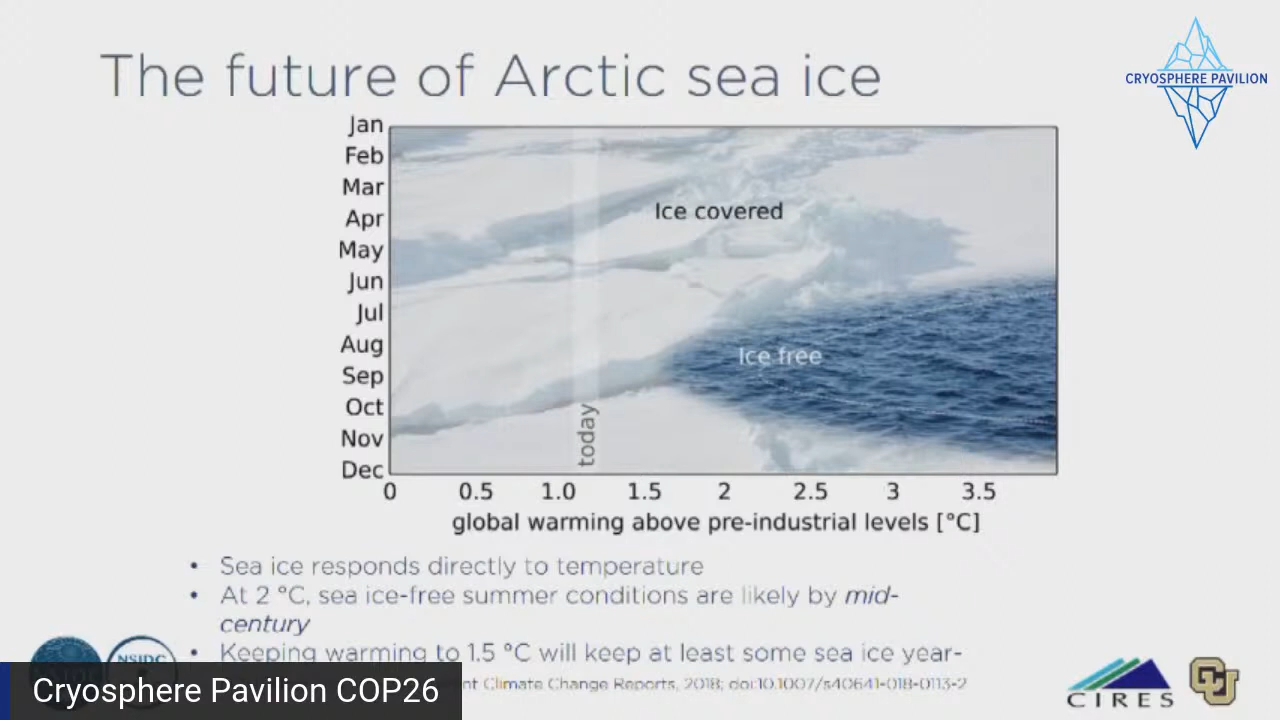 The future of Arctic sea ice
CRYOSPHERE PAVILION
Jan
Feb
Mar
Apr
May
Jun
Jul
Aug
Sep
Oct
Nov
Dec
Ice covered
Ice free
today
0 0.5 1.0 1.5 2 2.5 3 3.5
global warming above pre-industrial levels [°C]
• Sea ice responds directly to temperature
• At 2 °C, sea ice-free summer conditions are likely by mid-
century
• Keeping warming to 1.5 °C will keep at least some sea ice year-
Climate Change Reports, 2018; doi:10.1007/s40641-018-0113-2
NSIDC
Cryosphere Pavilion COP26
CIRES
CU